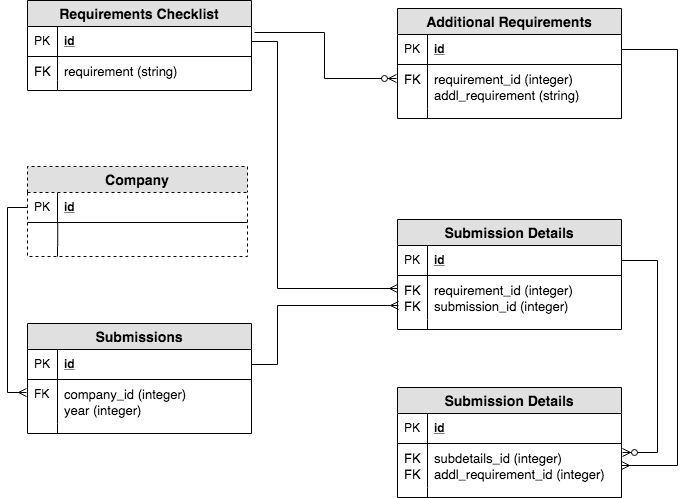 Requirements Checklist
PK id
FK requirement (string)
Additional Requirements
PK id
FK requirement_id (integer)
addl_requirement (string)
Company
PK id
Submission Details
PK id
FK requirement_id (integer)
FK submission_id (integer)
Submissions
PK id
FK company_id (integer)
year (integer)
Submission Details
PK id
FK subdetails_id (integer)
FK addl_requirement_id (integer)